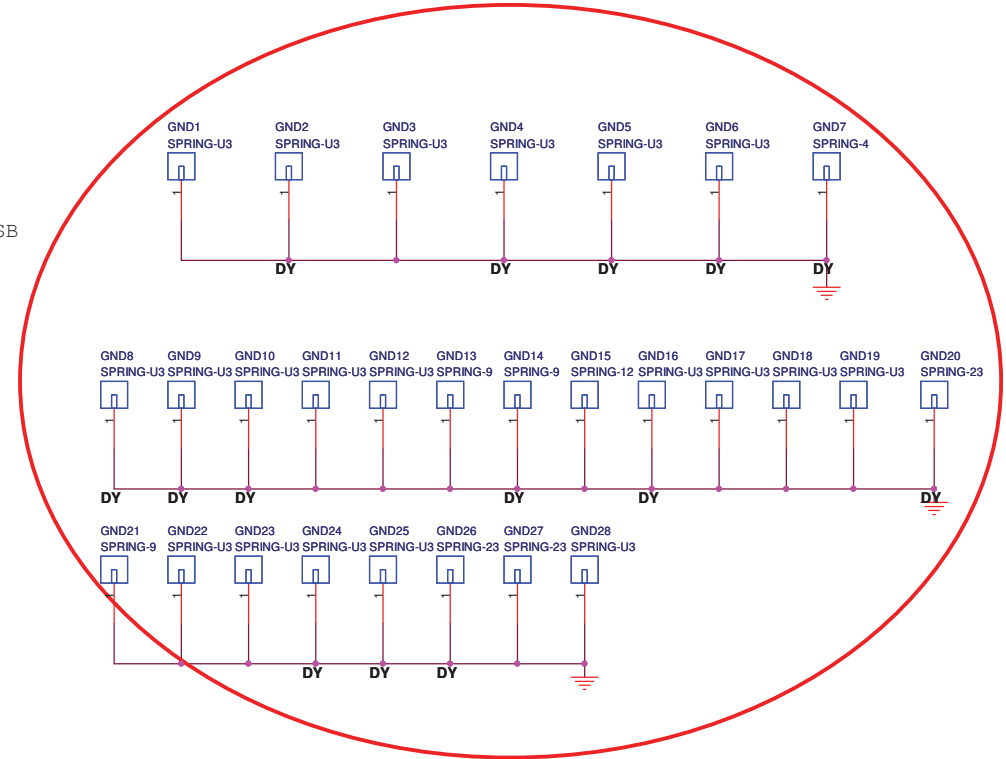 GND1 GND2 GND3 GND4 GND5 GND6 GND7
SPRING-U3 SPRING-U3 SPRING-U3 SPRING-U3 SPRING-U3 SPRING-U3 SPRING-4
1 1 1 1 1 1 1
SB
DY DY DY DY DY
GND8 GND9 GND10 GND11 GND12 GND13 GND14 GND15 GND16 GND17 GND18 GND19 GND20
SPRING-U3 SPRING-U3 SPRING-U3 SPRING-U3 SPRING-U3 SPRING-9 SPRING-9 SPRING-12 SPRING-U3 SPRING-U3 SPRING-U3 SPRING-U3 SPRING-23
1 1 1 1 1 1 1 1 1 1 1 1 1
DY DY DY DY DY DY
GND21 GND22 GND23 GND24 GND25 GND26 GND27 GND28
SPRING-9 SPRING-U3 SPRING-U3 SPRING-U3 SPRING-U3 SPRING-23 SPRING-23 SPRING-U3
1 1 1 1 1 1 1 1
DY DY DY